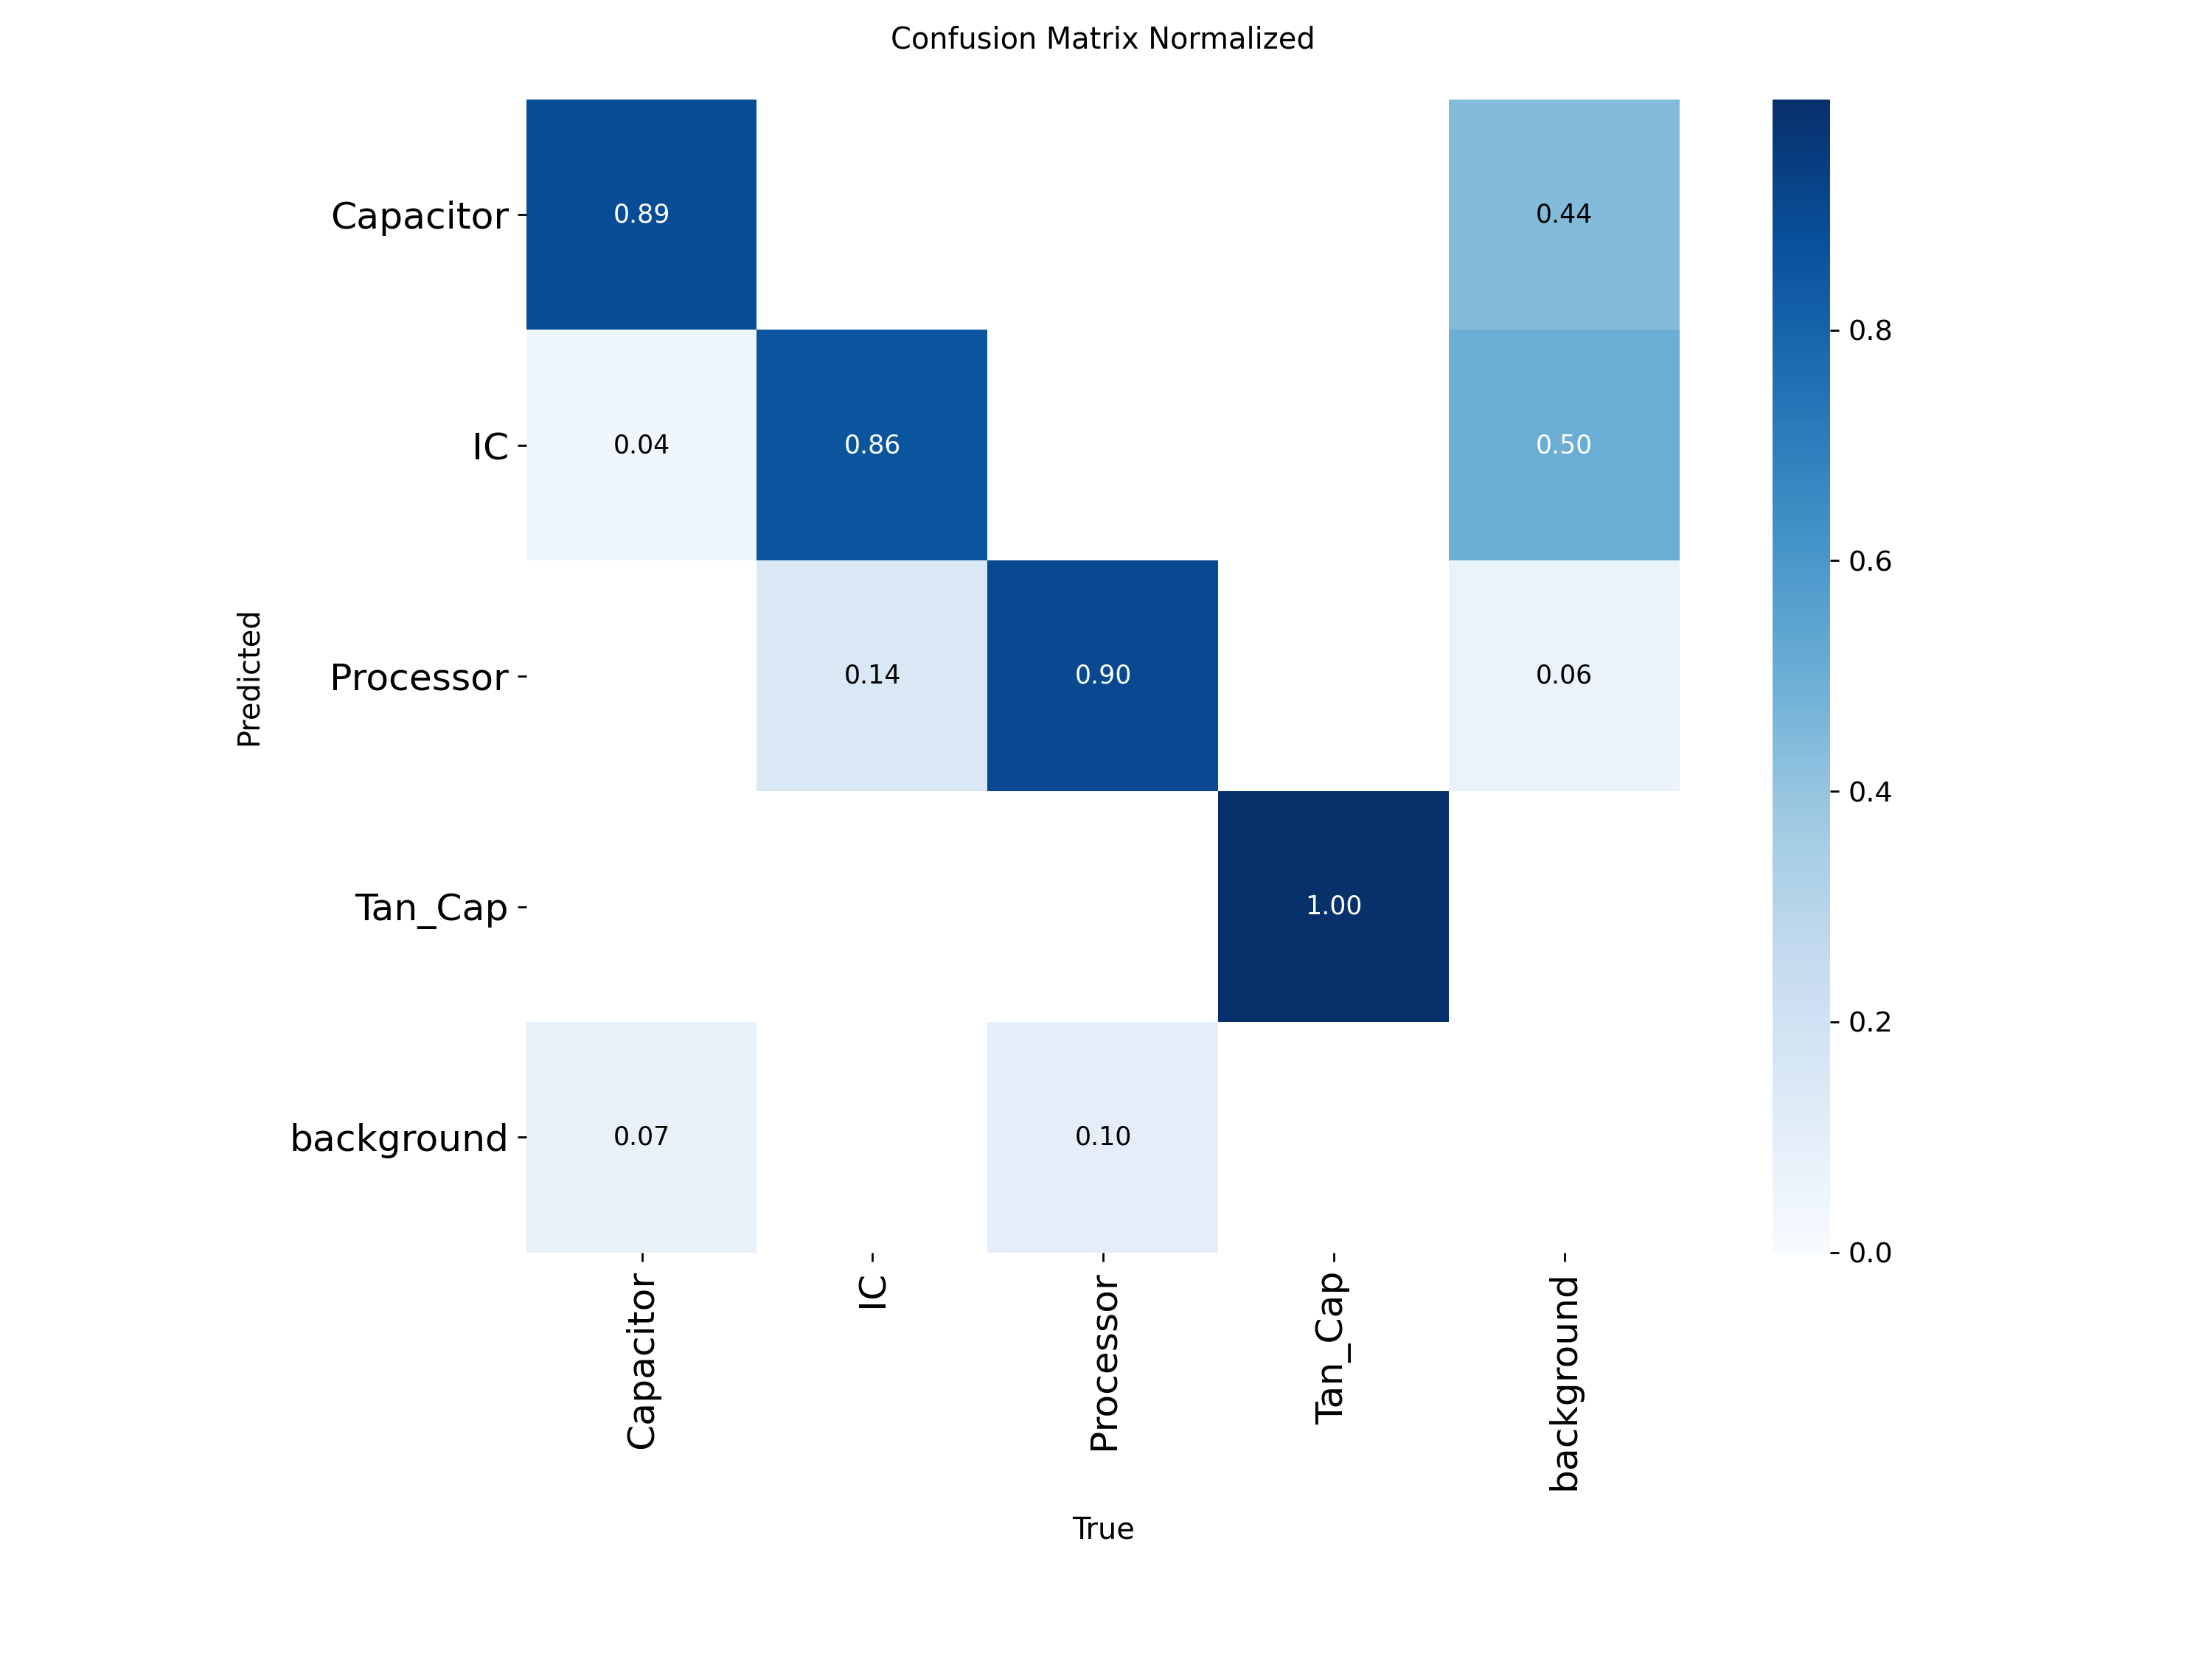 Confusion Matrix Normalized
Capacitor
0.89
0.44
0.8
IC
0.04
0.86
0.50
0.6
Predicted
Processor
0.14
0.90
0.06
0.4
Tan_Cap
1.00
0.2
background
0.07
0.10
0.0
Capacitor
IC
Processor
Tan_Cap
background
True